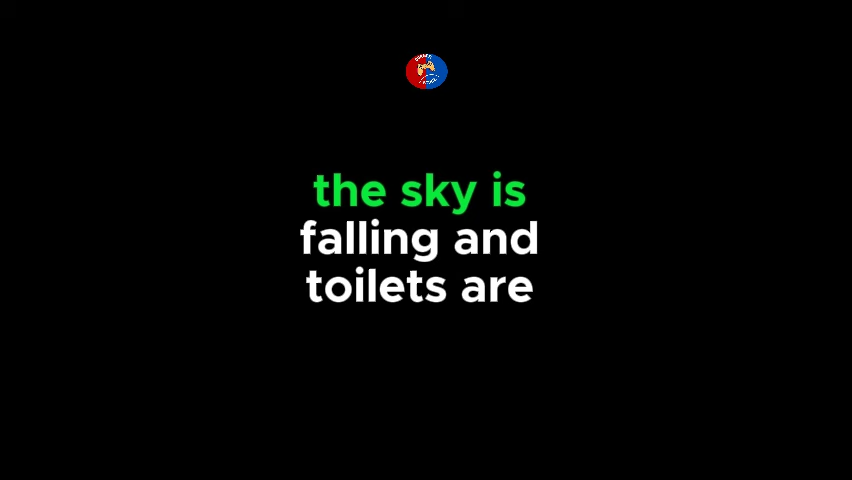 the sky is
falling and
toilets are